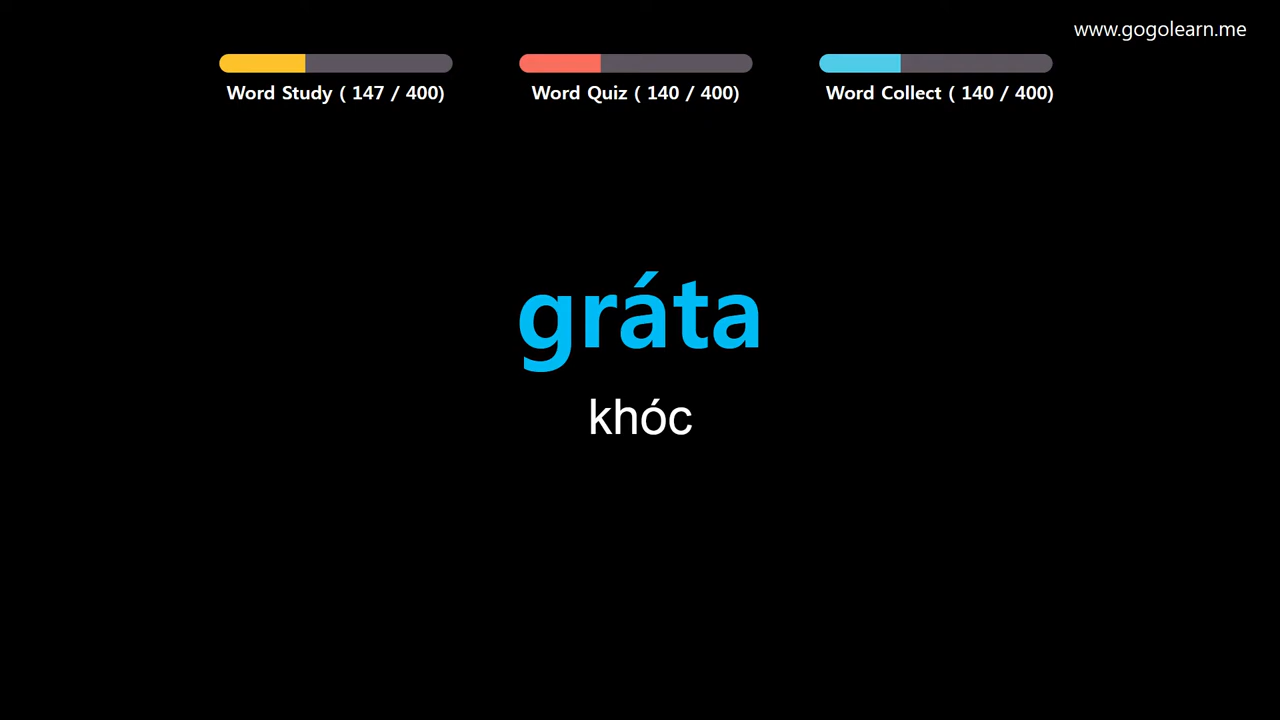 www.gogolearn.me
Word Study ( 147 / 400)
Word Quiz ( 140 / 400)
Word Collect ( 140 / 400)
gráta
khóc